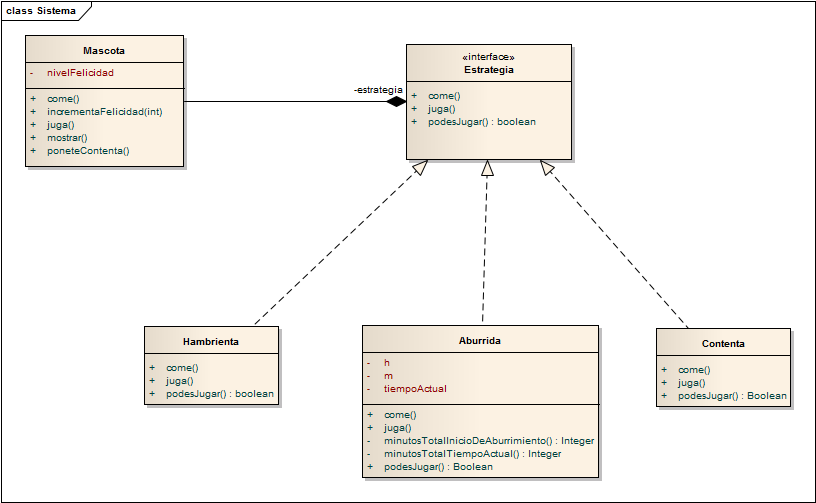 class Sistema
Mascota
- nivelFelicidad
+ come()
+ incrementaFelicidad(int)
+ juga()
+ mostrar()
+ poneteContenta()
-estrategia
«interface»
Estrategia
+ come()
+ juga()
+ podesJugar() : boolean
Hambrienta
+ come()
+ juga()
+ podesJugar() : boolean
Aburrida
- h
- m
- tiempoActual
+ come()
+ juga()
- minutosTotalInicioDeAburrimiento() : Integer
- minutosTotalTiempoActual() : Integer
+ podesJugar() : Boolean
Contenta
+ come()
+ juga()
+ podesJugar() : Boolean